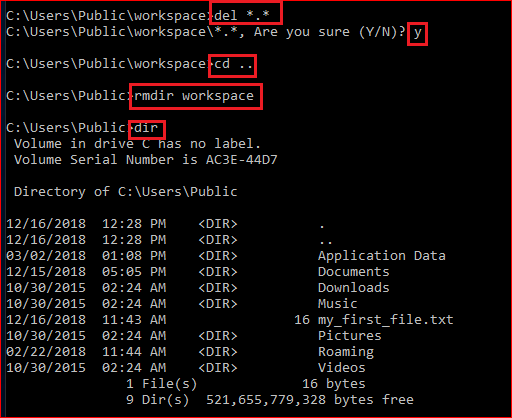 C:\Users\Public\workspace>del *.*
C:\Users\Public\workspace\*.*, Are you sure (Y/N)? y
C:\Users\Public\workspace>cd ..
C:\Users\Public>rmdir workspace
C:\Users\Public>dir
 Volume in drive C has no label.
 Volume Serial Number is AC3E-44D7
 Directory of C:\Users\Public
12/16/2018  12:28 PM    <DIR>          .
12/16/2018  12:28 PM    <DIR>          ..
03/02/2018  01:08 PM    <DIR>          Application Data
12/15/2018  05:05 PM    <DIR>          Documents
10/30/2015  02:24 AM    <DIR>          Downloads
10/30/2015  02:24 AM    <DIR>          Music
12/16/2018  11:43 AM                16 my_first_file.txt
10/30/2015  02:24 AM    <DIR>          Pictures
02/22/2018  11:44 AM    <DIR>          Roaming
10/30/2015  02:24 AM    <DIR>          Videos
               1 File(s)             16 bytes
               9 Dir(s)  521,655,779,328 bytes free